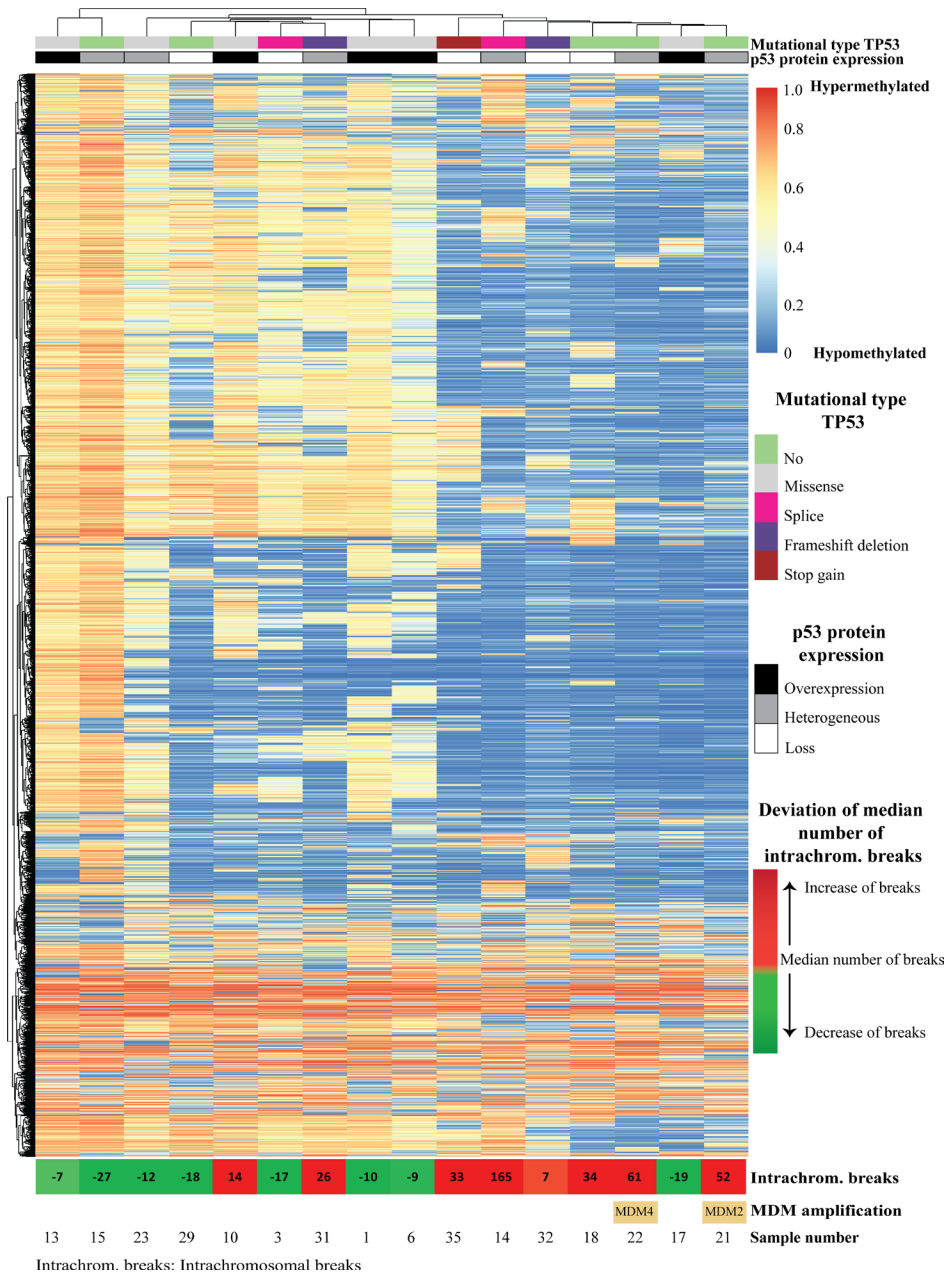 Mutational type TP53
p53 protein expression
Hypermethylated
1.0
0.8
0.6
0.4
0.2
0
Hypomethylated
Mutational type
TP53
No
Missense
Splice
Frameshift deletion
Stop gain
p53 protein
expression
Overexpression
Heterogeneous
Loss
Deviation of median
number of
intrachrom. breaks
Increase of breaks
Median number of breaks
Decrease of breaks
-7 -27 -12 -18 14 -17 26 -10 -9 33 165 7 34 61 -19 52 Intrachrom. breaks
MDM4 MDM2 MDM amplification
13 15 23 29 10 3 31 1 6 35 14 32 18 22 17 21 Sample number
Intrachrom. breaks: Intrachromosomal breaks